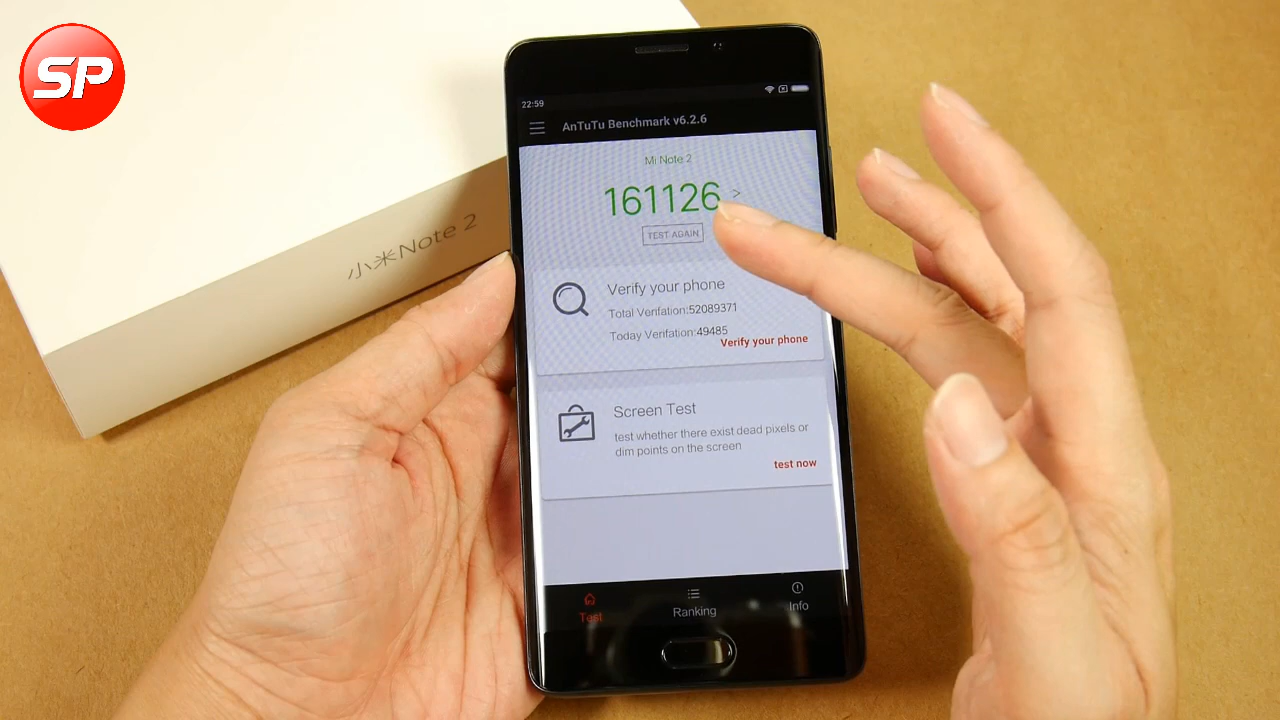 SP
22:59
AnTuTu Benchmark v6.2.6
Mi Note 2
161126 >
TEST AGAIN
小米Note 2
Verify your phone
Total Verifation:52089371
Today Verifation:49485
Verify your phone
Screen Test
test whether there exist dead pixels or
dim points on the screen
test now
Test
Ranking
Info